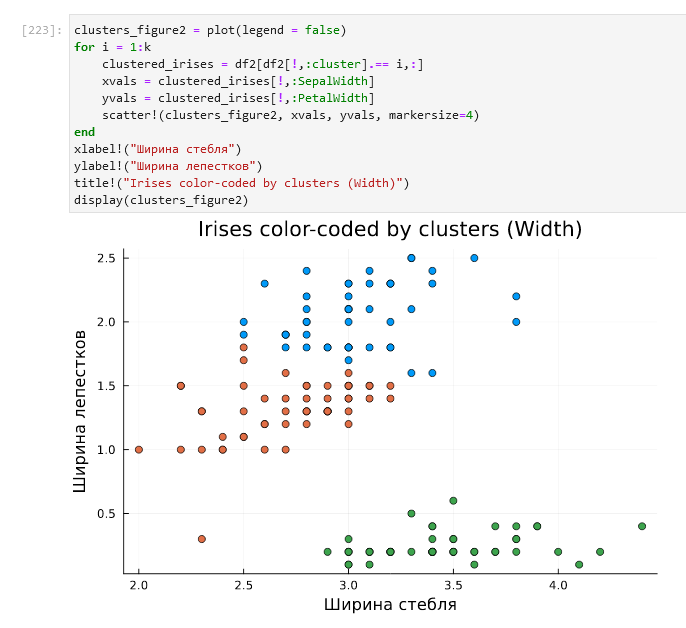 [223]:
clusters_figure2 = plot(legend = false)
for i = 1:k
    clustered_irises = df2[df2[!,:cluster].== i,:]
    xvals = clustered_irises[!,:SepalWidth]
    yvals = clustered_irises[!,:PetalWidth]
    scatter!(clusters_figure2, xvals, yvals, markersize=4)
end
xlabel!("Ширина стебля")
ylabel!("Ширина лепестков")
title!("Irises color-coded by clusters (Width)")
display(clusters_figure2)
Irises color-coded by clusters (Width)
Ширина лепестков
2.5
2.0
1.5
1.0
0.5
2.0 2.5 3.0 3.5 4.0
Ширина стебля